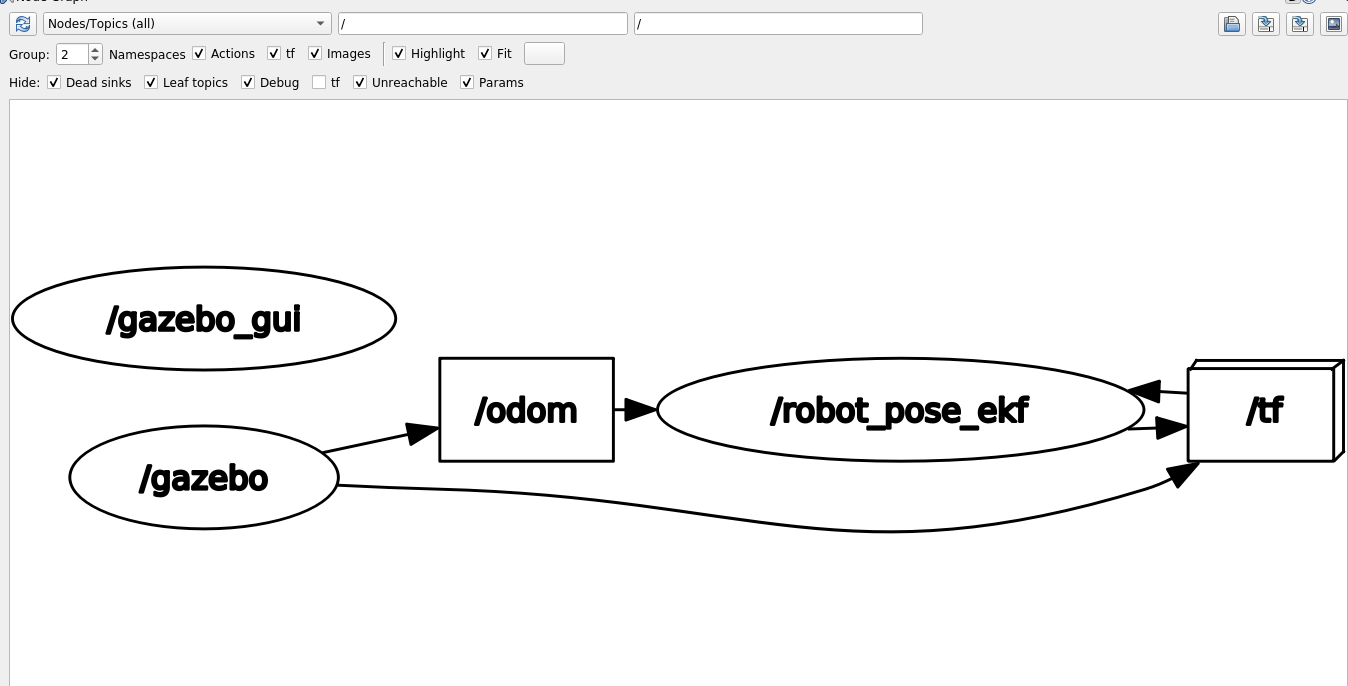 Nodes/Topics (all) / /
Group: 2 Namespaces Actions tf Images Highlight Fit
Hide: Dead sinks Leaf topics Debug tf Unreachable Params
/gazebo_gui
/odom /robot_pose_ekf /tf
/gazebo